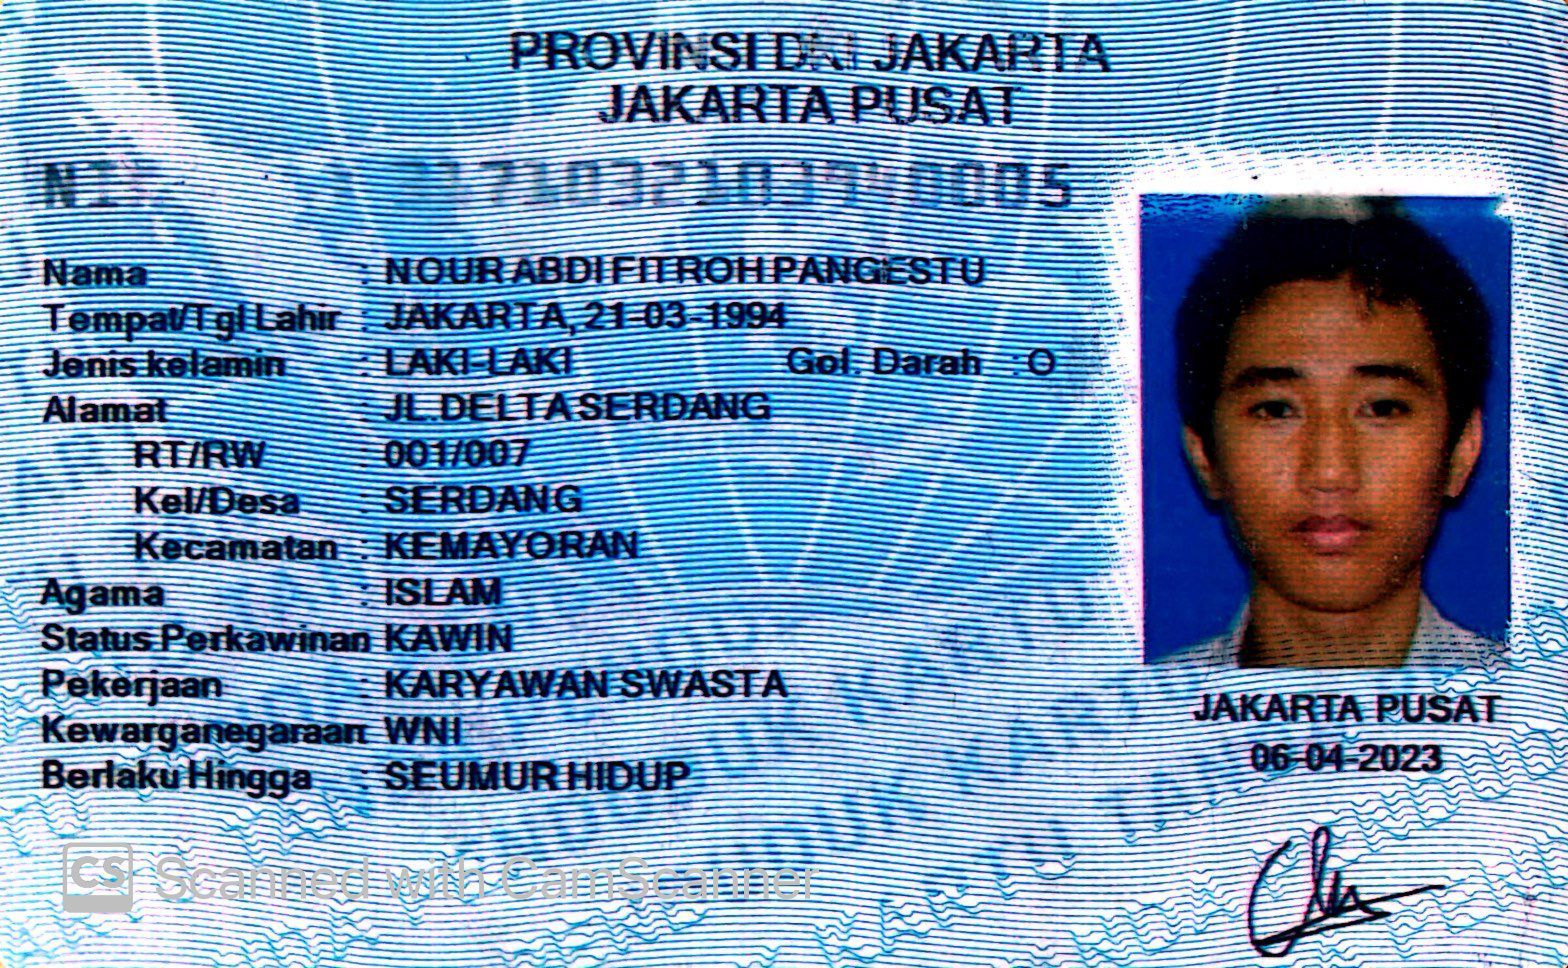 PROVINSI DKI JAKARTA
JAKARTA PUSAT
Nama : NOUR ABDI FITROH PANGESTU
Tempat/Tgl Lahir : JAKARTA, 21-03-1994
Jenis kelamin : LAKI-LAKI Gol. Darah : O
Alamat : JL.DELTA SERDANG
RT/RW : 001/007
Kel/Desa : SERDANG
Kecamatan : KEMAYORAN
Agama : ISLAM
Status Perkawinan KAWIN
Pekerjaan : KARYAWAN SWASTA
Kewarganegaraan WNI
Berlaku Hingga : SEUMUR HIDUP
JAKARTA PUSAT
06-04-2023
CS Scanned with CamScanner